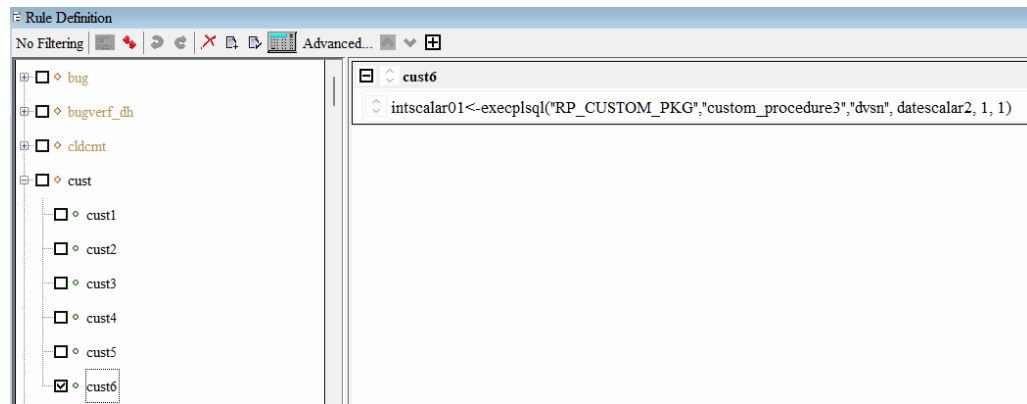 Rule Definition
No Filtering Advanced...
bug
bugverf_dh
cldcmt
cust
cust1
cust2
cust3
cust4
cust5
cust6
cust6
intscalar01<-execplsql("RP_CUSTOM_PKG","custom_procedure3","dvsn", datescalar2, 1, 1)